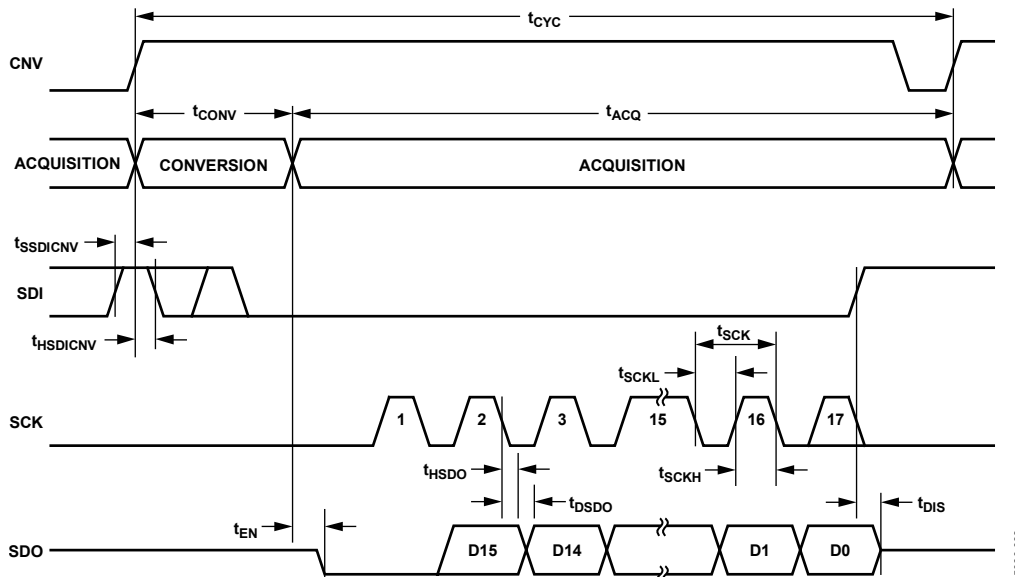 tCYC
CNV
tCONV
tACQ
ACQUISITION
CONVERSION
ACQUISITION
tSSDICNV
SDI
tHSDICNV
tSCK
tSCKL
SCK
1
2
3
15
16
17
tHSDO
tSCKH
tDSDO
tDIS
tEN
SDO
D15
D14
D1
D0